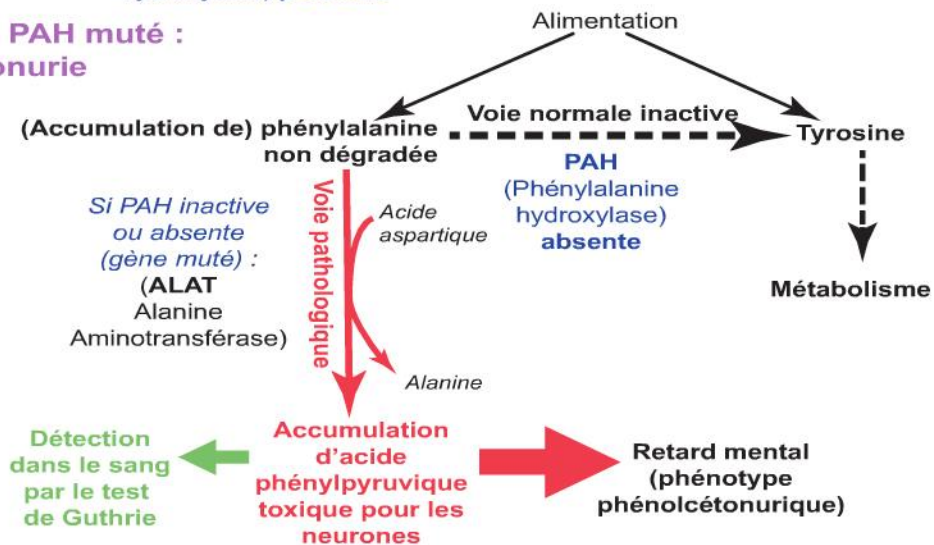 PAH muté :
onurie
Alimentation
(Accumulation de) phénylalanine
non dégradée
Voie normale inactive
Tyrosine
PAH
(Phénylalanine
hydroxylase)
absente
Métabolisme
Si PAH inactive
ou absente
(gène muté) :
(ALAT
Alanine
Aminotransférase)
Voie pathologique
Acide
aspartique
Alanine
Détection
dans le sang
par le test
de Guthrie
Accumulation
d'acide
phénylpyruvique
toxique pour les
neurones
Retard mental
(phénotype
phénolcétonurique)